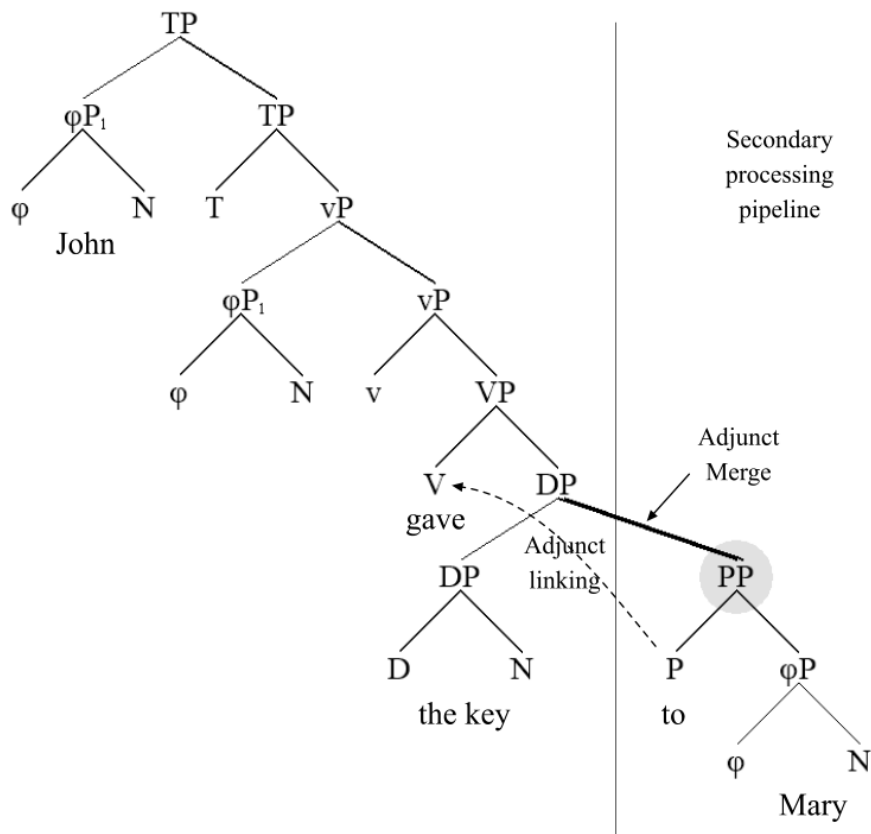 TP
φP₁ TP
Secondary
processing
pipeline
φ N T vP
John
φP₁ vP
φ N v VP
Adjunct
Merge
V DP
gave
Adjunct
linking
DP PP
D N P φP
the key to
φ N
Mary